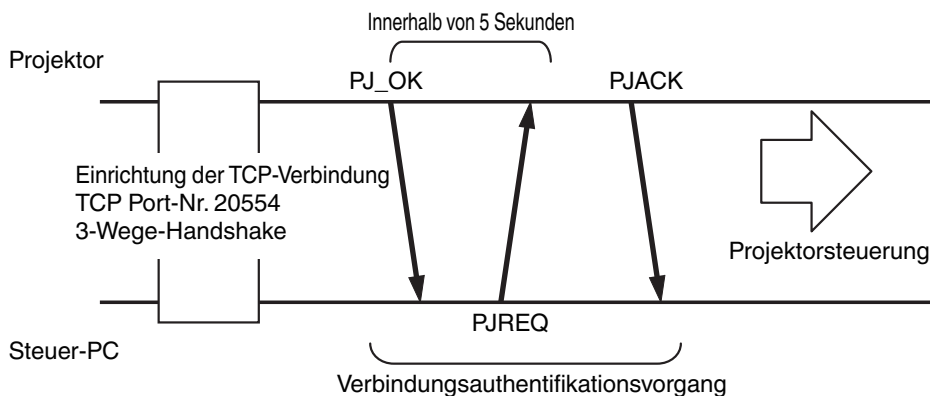 Innerhalb von 5 Sekunden
Projektor
PJ_OK
PJACK
Einrichtung der TCP-Verbindung
TCP Port-Nr. 20554
3-Wege-Handshake
Projektorsteuerung
PJREQ
Steuer-PC
Verbindungsauthentifikationsvorgang